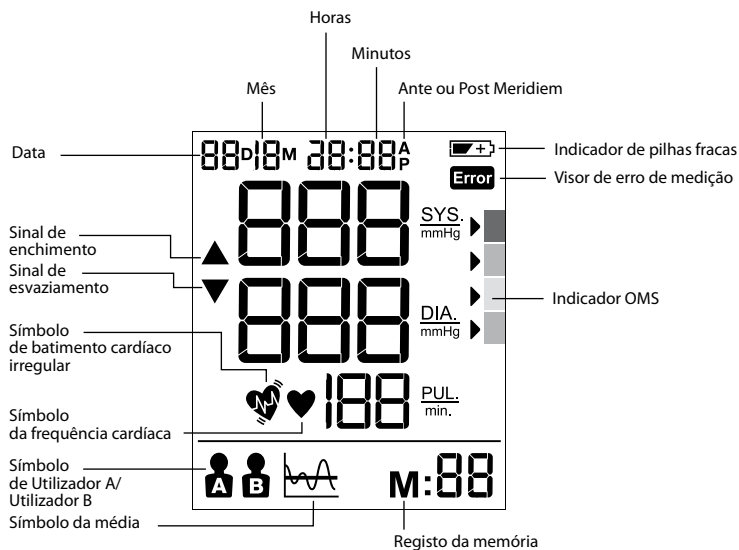 Horas
Minutos
Mês
Ante ou Post Meridiem
Data
88D18M 28:88 A
P
Indicador de pilhas fracas
Error
Visor de erro de medição
888
SYS.
mmHg
Sinal de
enchimento
Sinal de
esvaziamento
888
DIA.
mmHg
Indicador OMS
Símbolo
de batimento cardíaco
irregular
188
PUL.
min.
Símbolo
da frequência cardíaca
Símbolo
de Utilizador A/
Utilizador B
A B
M:88
Símbolo da média
Registo da memória